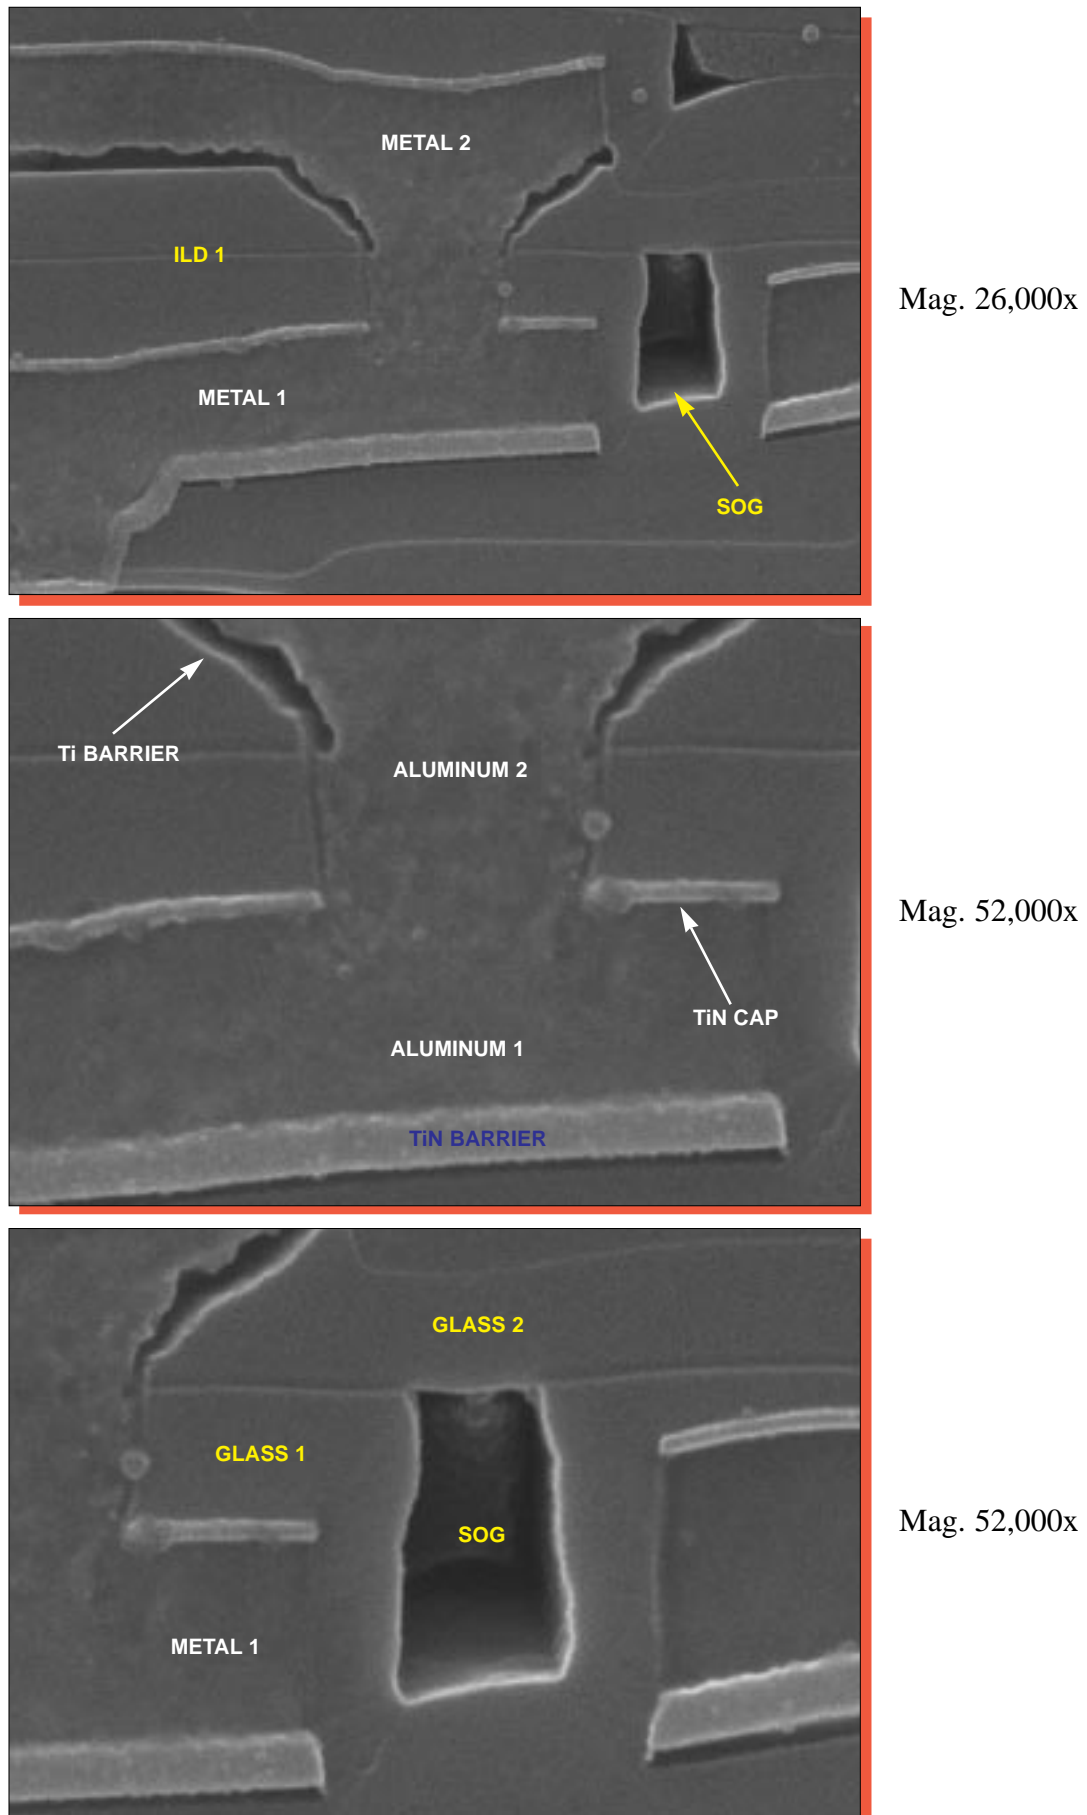 METAL 2
ILD 1
METAL 1
SOG
Mag. 26,000x
Ti BARRIER
ALUMINUM 2
TiN CAP
ALUMINUM 1
TiN BARRIER
Mag. 52,000x
GLASS 2
GLASS 1
SOG
METAL 1
Mag. 52,000x